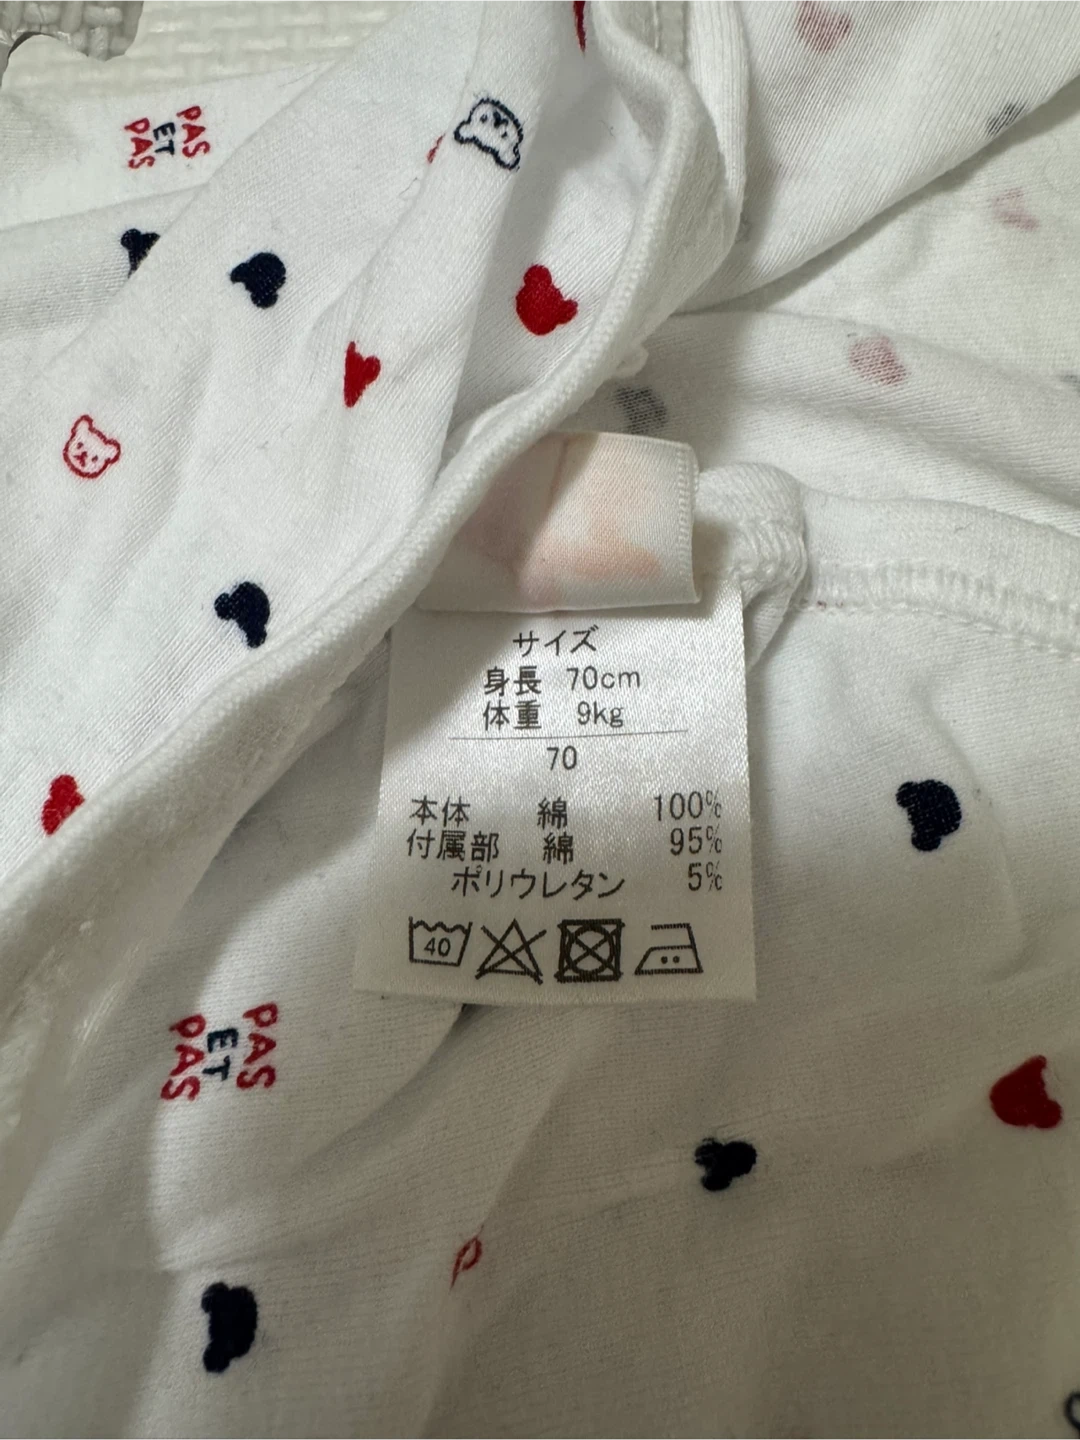 PAS
ET
PAS
サイズ
身長 70cm
体重 9kg
70
本体 綿 100%
付属部 綿 95%
ポリウレタン 5%
40
PAS
ET
PAS
P